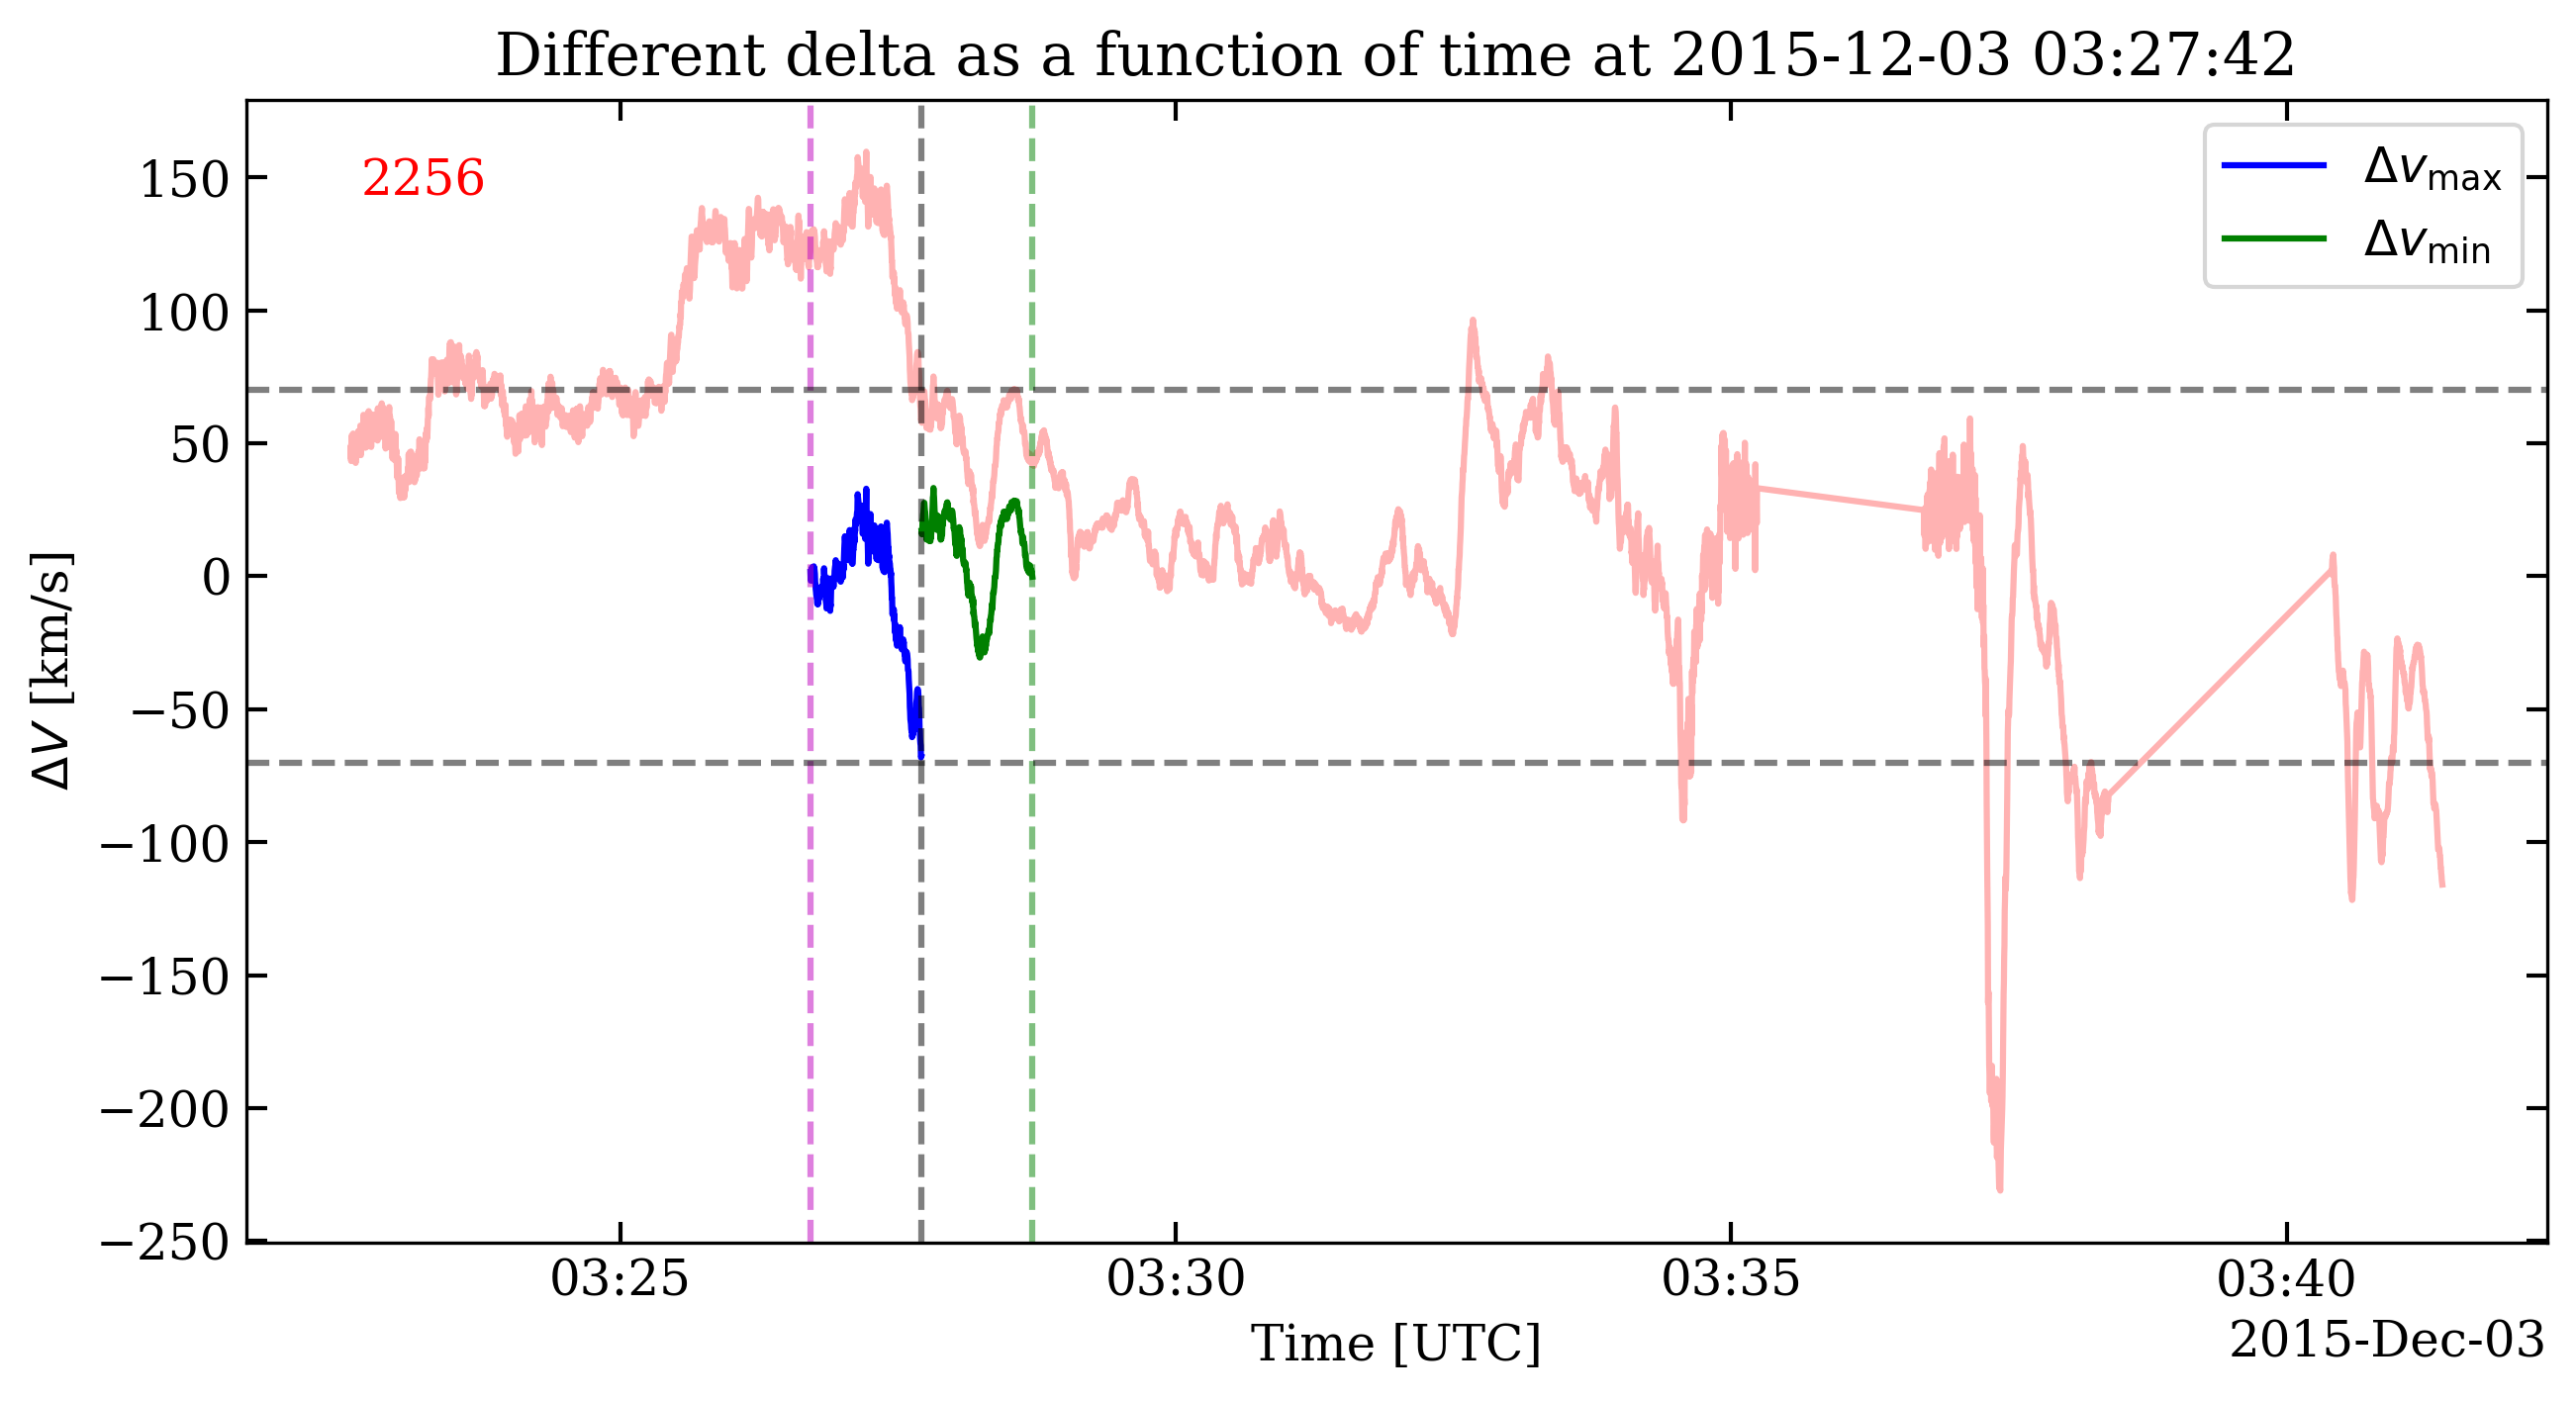 Different delta as a function of time at 2015-12-03 03:27:42
2256
Δv_max
Δv_min
150
100
50
0
−50
−100
−150
−200
−250
ΔV [km/s]
03:25 03:30 03:35 03:40
Time [UTC]
2015-Dec-03